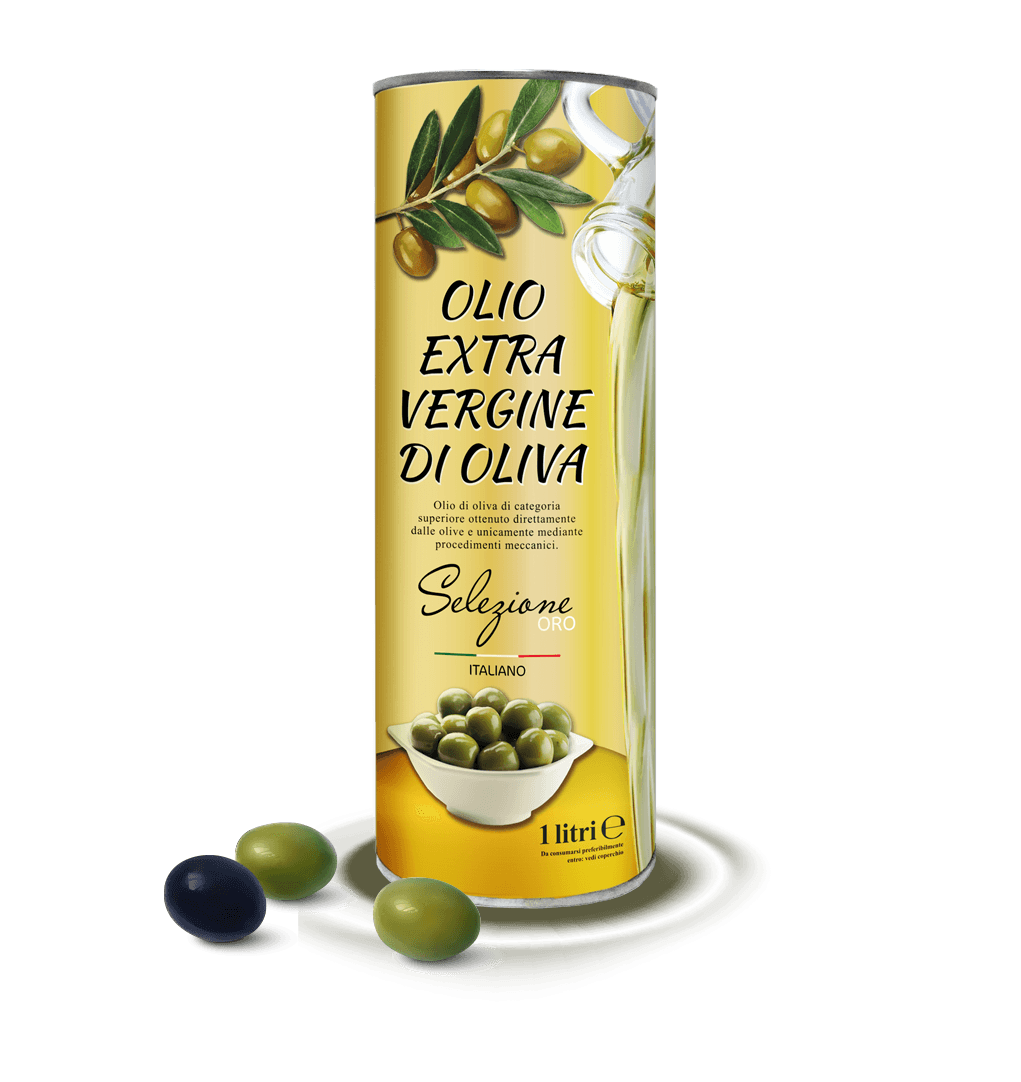 OLIO
EXTRA
VERGINE
DI OLIVA
Olio di oliva di categoria
superiore ottenuto direttamente
dalle olive e unicamente mediante
procedimenti meccanici.
Selezione
ORO
ITALIANO
1 litri ℮
Da consumarsi preferibilmente
entro: vedi coperchio